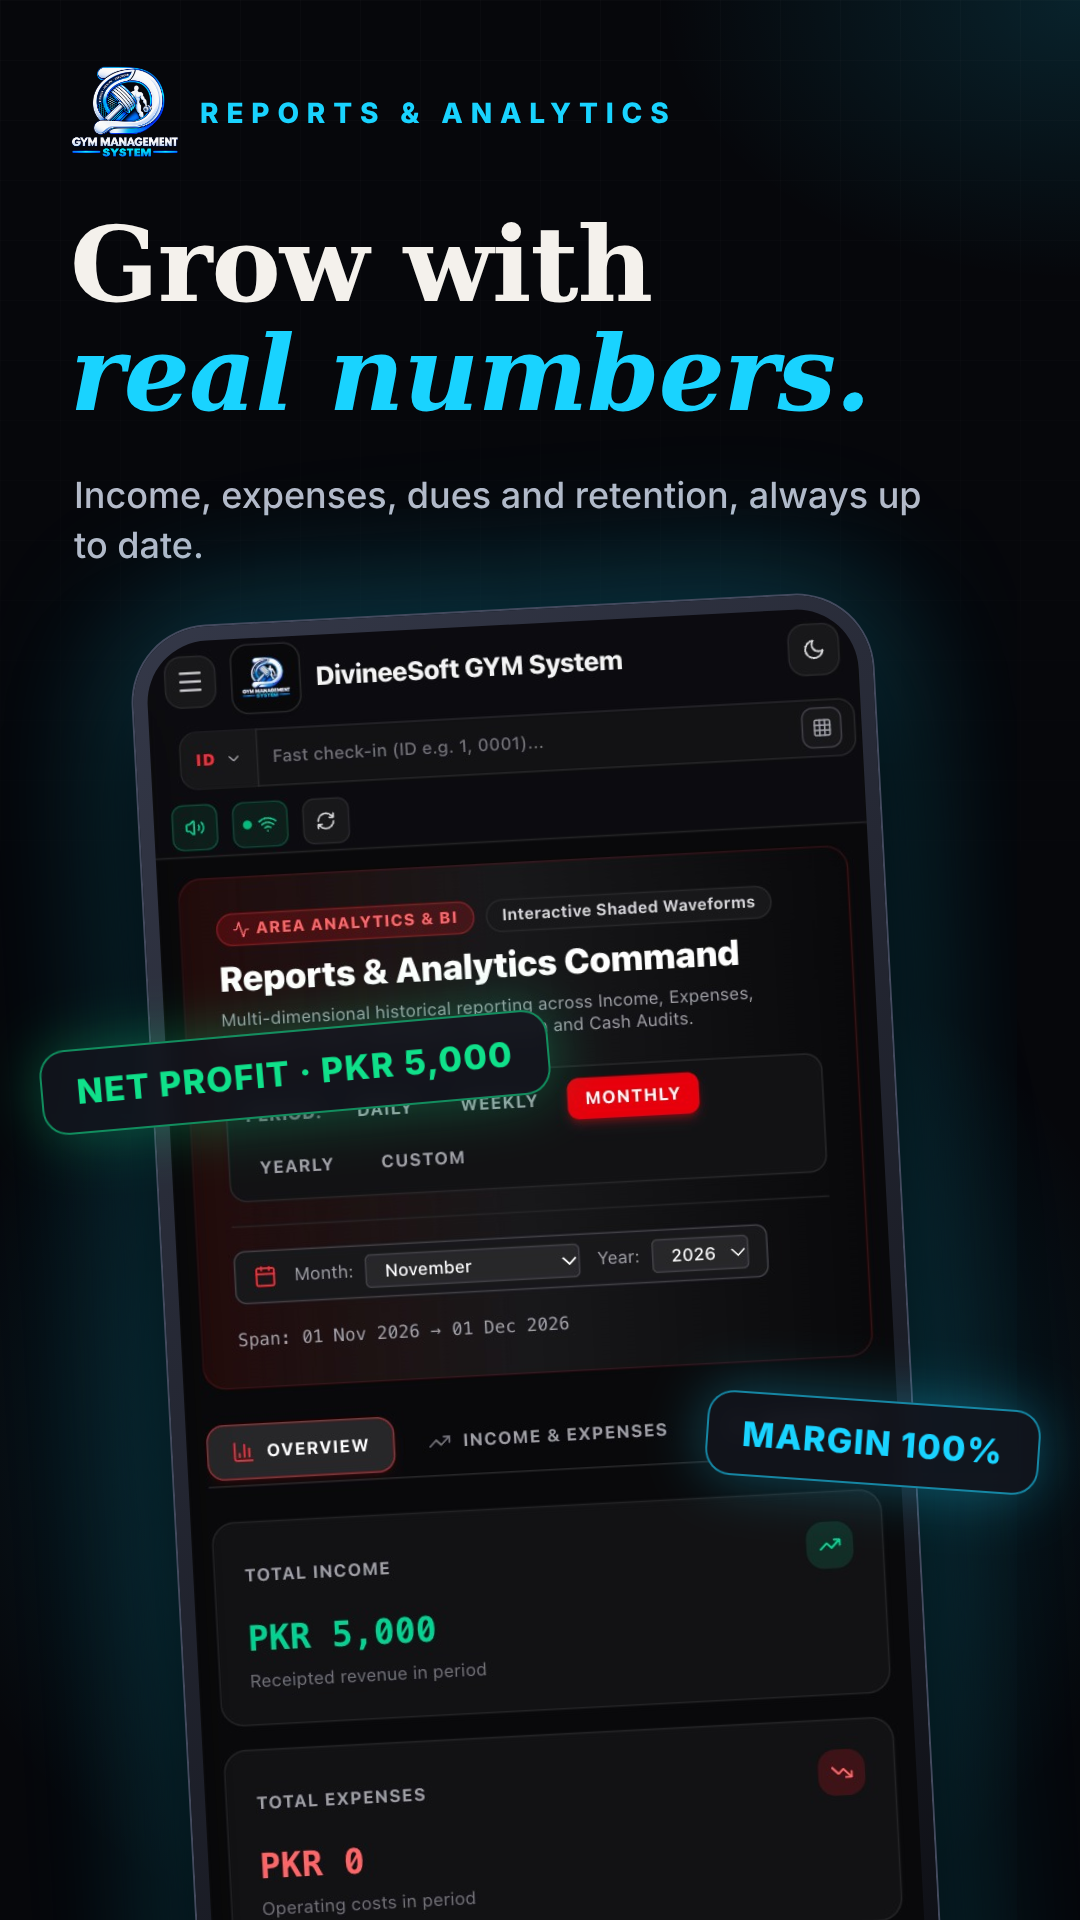 GYM MANAGEMENT
SYSTEM
REPORTS & ANALYTICS
Grow with
real numbers.
Income, expenses, dues and retention, always up
to date.
GYM MANAGEMENT
SYSTEM
DivineeSoft GYM System
ID
Fast check-in (ID e.g. 1, 0001)...
AREA ANALYTICS & BI
Interactive Shaded Waveforms
Reports & Analytics Command
Multi-dimensional historical reporting across Income, Expenses,
and Cash Audits.
NET PROFIT · PKR 5,000
PERIOD: DAILY WEEKLY MONTHLY
YEARLY CUSTOM
Month: November Year: 2026
Span: 01 Nov 2026 → 01 Dec 2026
OVERVIEW
INCOME & EXPENSES
MARGIN 100%
TOTAL INCOME
PKR 5,000
Receipted revenue in period
TOTAL EXPENSES
PKR 0
Operating costs in period